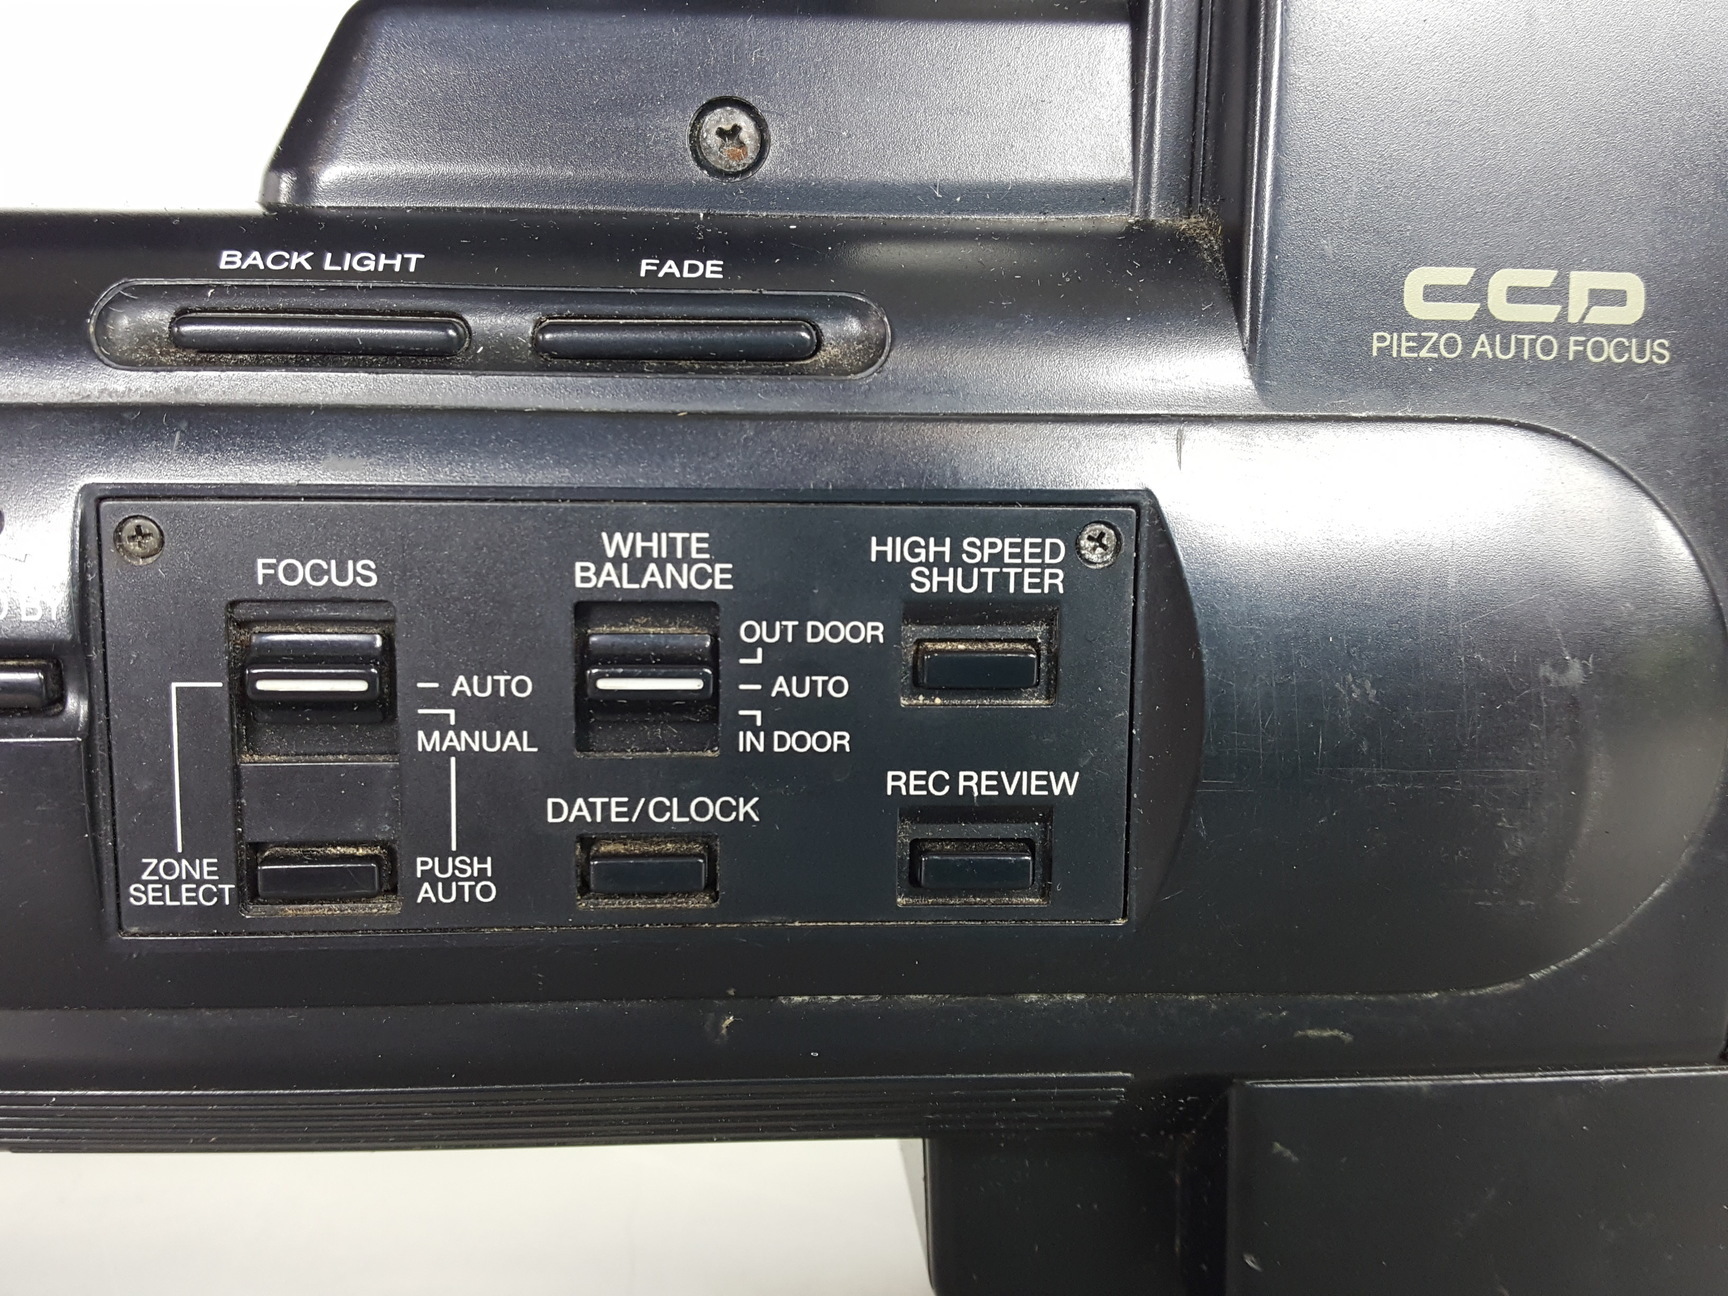 BACK LIGHT
FADE
CCD
PIEZO AUTO FOCUS
FOCUS
AUTO
MANUAL
ZONE
SELECT
PUSH
AUTO
WHITE
BALANCE
OUT DOOR
AUTO
IN DOOR
DATE/CLOCK
HIGH SPEED
SHUTTER
REC REVIEW